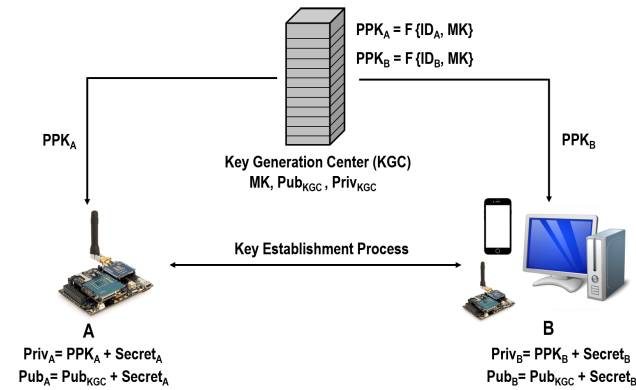 PPK_A = F {ID_A, MK}
PPK_B = F {ID_B, MK}
PPK_A
PPK_B
Key Generation Center (KGC)
MK, Pub_KGC , Priv_KGC
Key Establishment Process
A
B
Priv_A= PPK_A + Secret_A
Pub_A= Pub_KGC + Secret_A
Priv_B= PPK_B + Secret_B
Pub_B= Pub_KGC + Secret_B